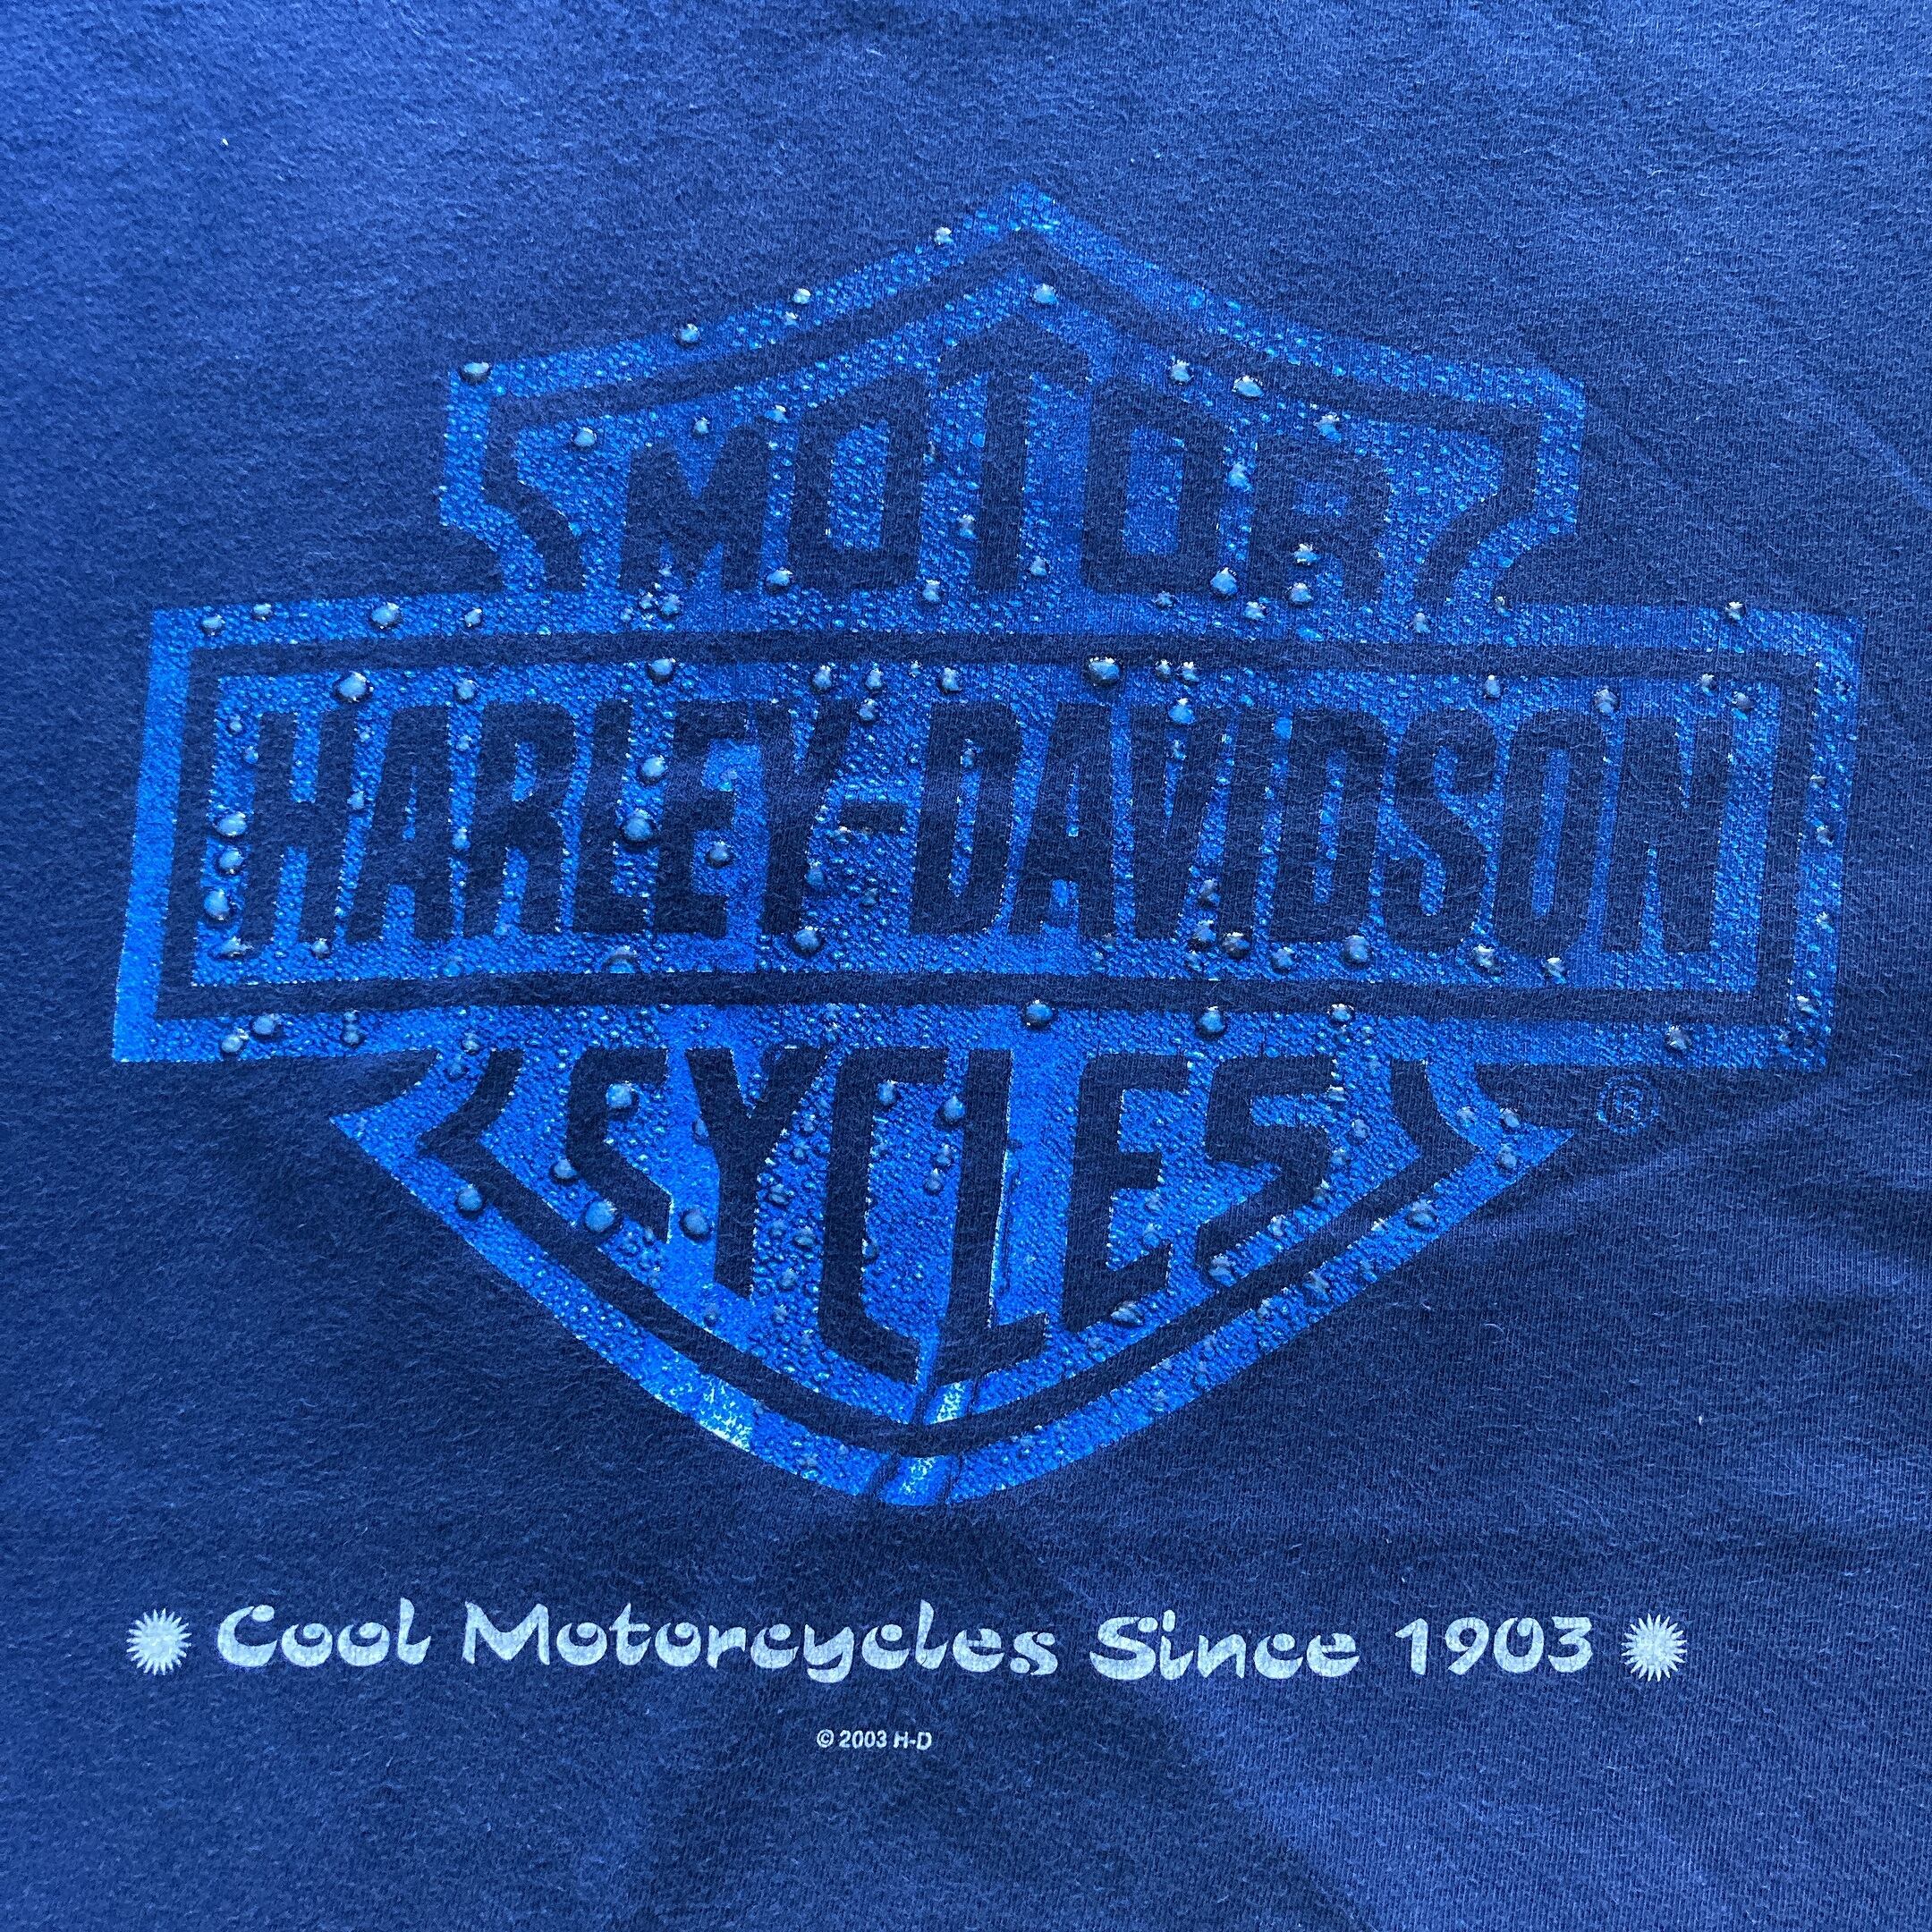 MOTOR
HARLEY-DAVIDSON
CYCLES
®
Cool Motorcycles Since 1903
© 2003 H-D